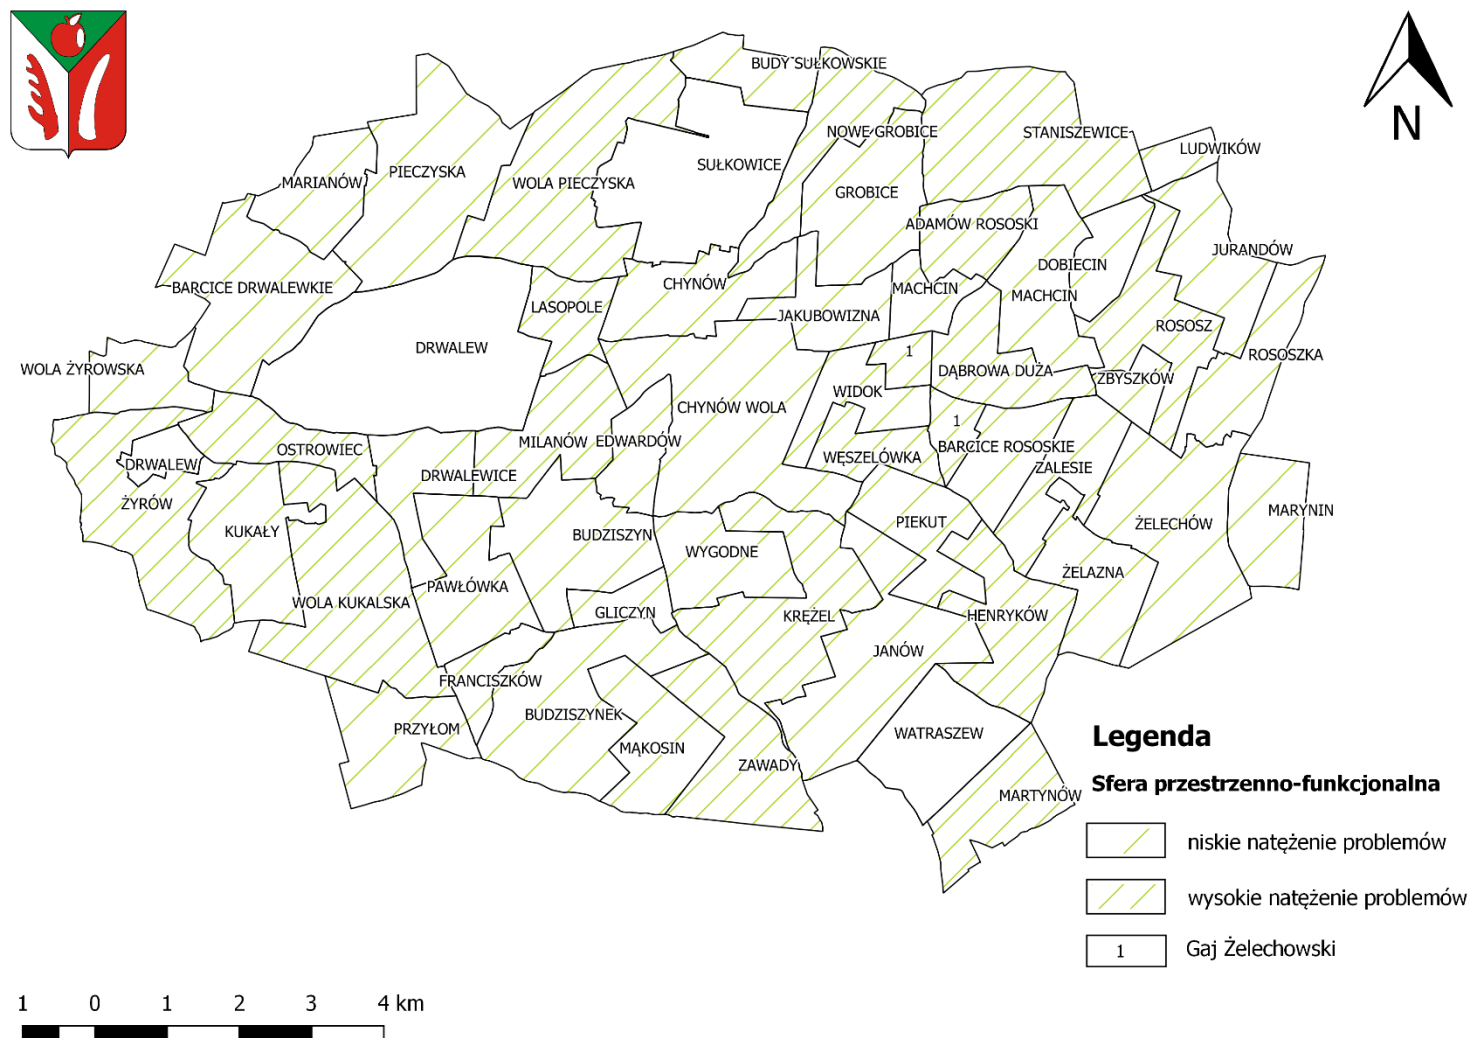 N
BUDY SUŁKOWSKIE
NOWE GROBICE
STANISZEWICE
LUDWIKÓW
SUŁKOWICE
PIECZYSKA
MARIANÓW
WOLA PIECZYSKA
GROBICE
ADAMÓW ROSOSKI
JURANDÓW
DOBIECIN
BARCICE DRWALEWKIE
CHYNÓW
MACHCIN
MACHCIN
LASOPOLE
JAKUBOWIZNA
ROSOSZ
DRWALEW
1
ROSOSZKA
WOLA ŻYROWSKA
DĄBROWA DUŻA
ZBYSZKÓW
WIDOK
CHYNÓW WOLA
1
MILANÓW
EDWARDÓW
OSTROWIEC
BARCICE ROSOSKIE
DRWALEW
DRWALEWICE
WĘSZELÓWKA
ZALESIE
ŻYRÓW
MARYNIN
PIEKUT
ŻELECHÓW
KUKAŁY
BUDZISZYN
WYGODNE
ŻELAZNA
PAWŁÓWKA
WOLA KUKALSKA
GLICZYN
KRĘŻEL
HENRYKÓW
JANÓW
FRANCISZKÓW
BUDZISZYNEK
PRZYŁOM
WATRASZEW
MĄKOSIN
ZAWADY
MARTYNÓW
Legenda
Sfera przestrzenno-funkcjonalna
niskie natężenie problemów
wysokie natężenie problemów
1 Gaj Żelechowski
1 0 1 2 3 4 km